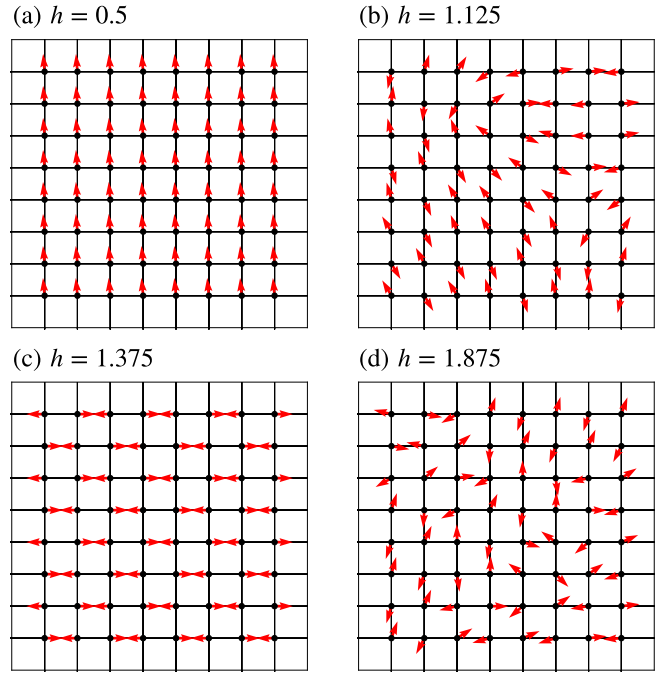 (a) h = 0.5
(b) h = 1.125
(c) h = 1.375
(d) h = 1.875